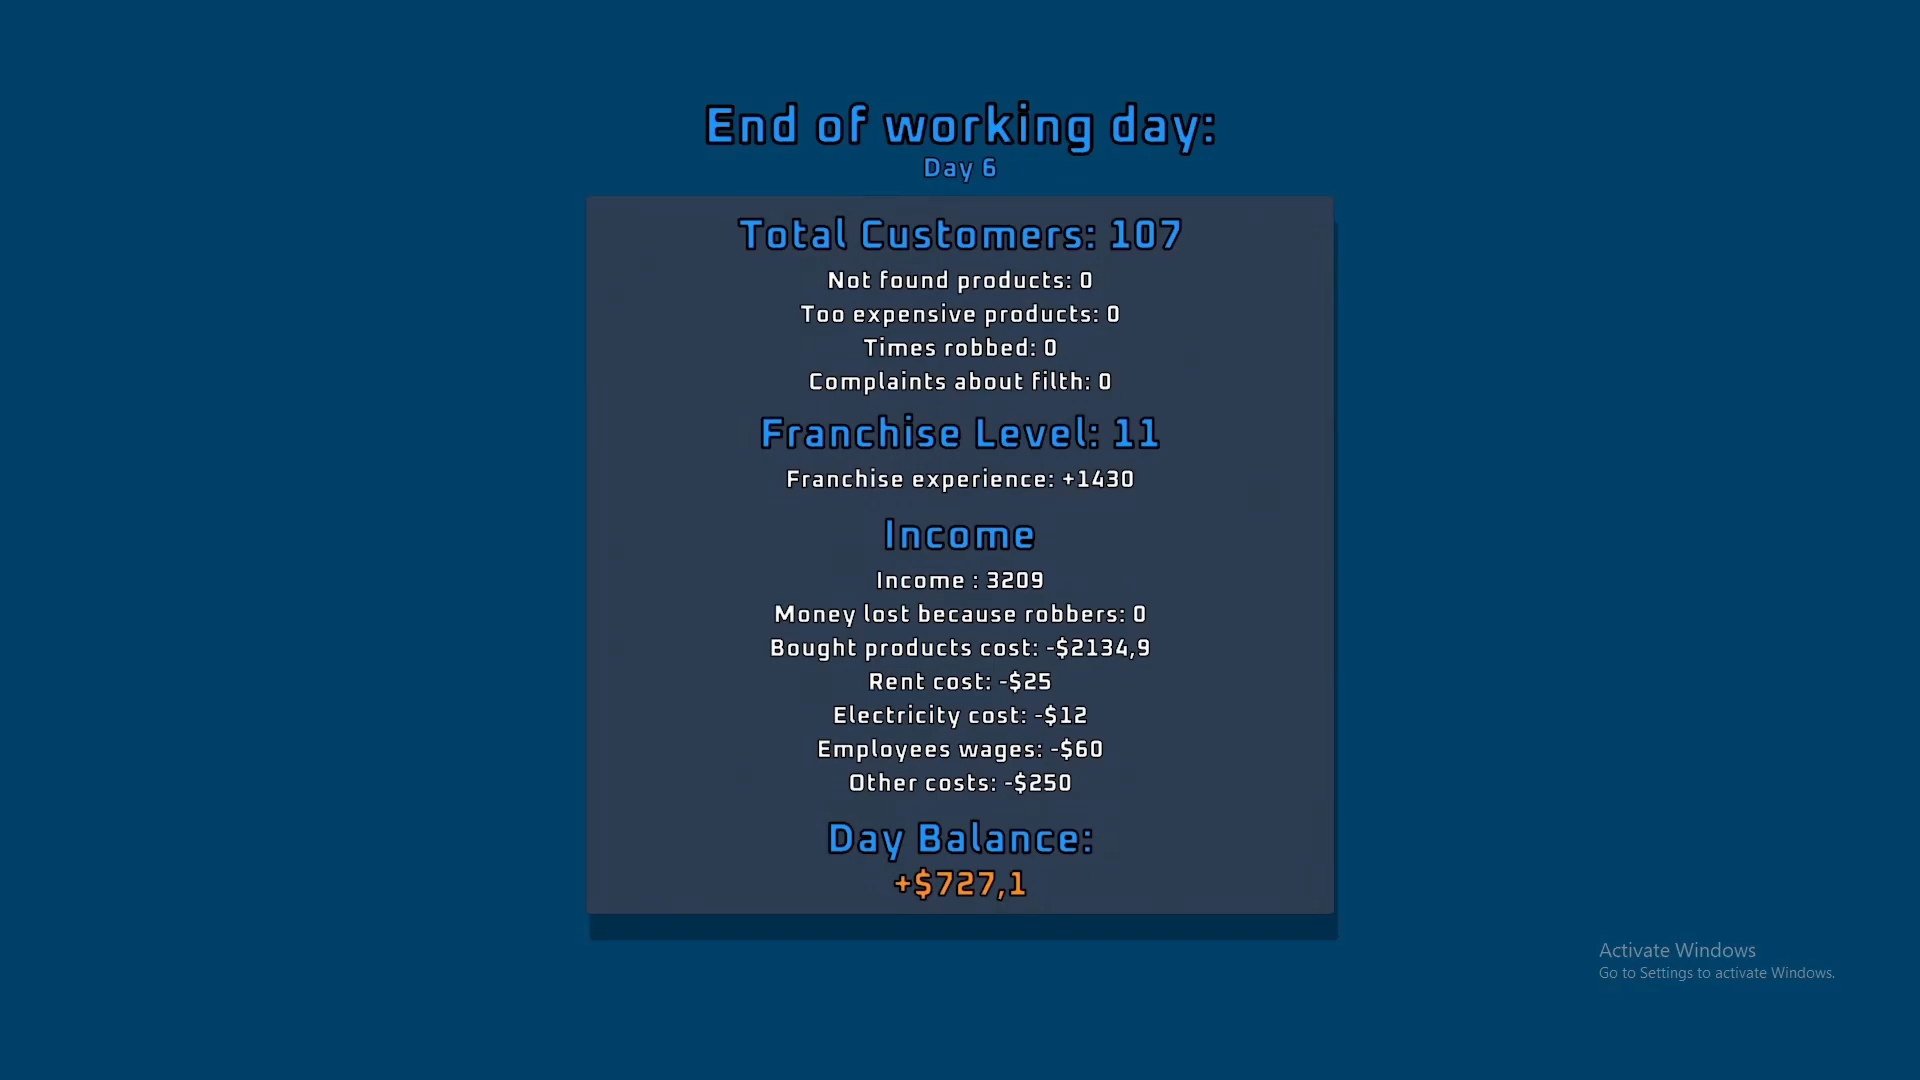 End of working day:
Day 6
Total Customers: 107
Not found products: 0
Too expensive products: 0
Times robbed: 0
Complaints about filth: 0
Franchise Level: 11
Franchise experience: +1430
Income
Income : 3209
Money lost because robbers: 0
Bought products cost: -$2134,9
Rent cost: -$25
Electricity cost: -$12
Employees wages: -$60
Other costs: -$250
Day Balance:
+$727,1
Activate Windows
Go to Settings to activate Windows.